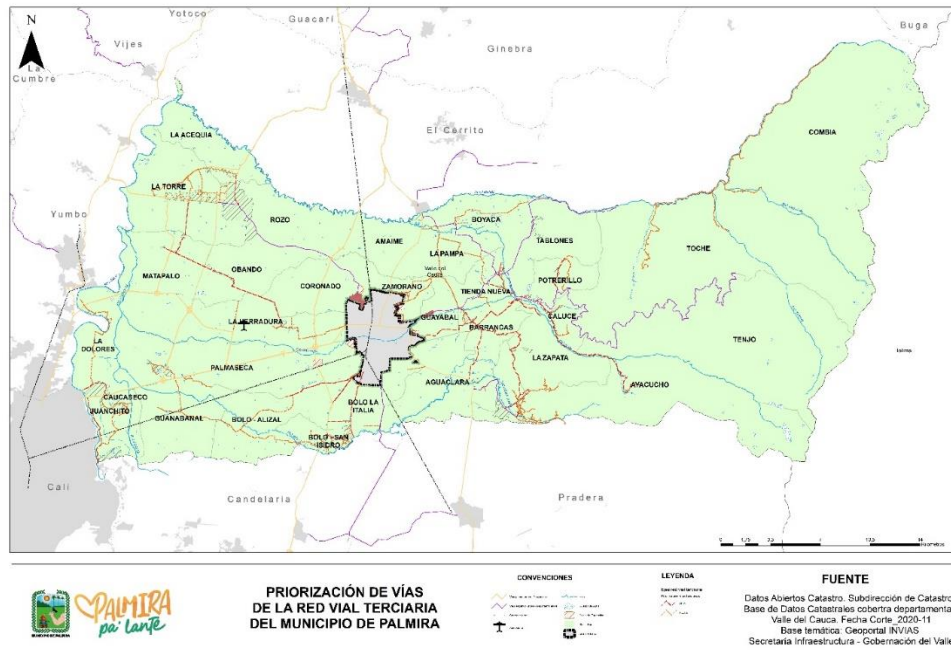 N
Yotoco
Guacarí
Buga
Vijes
Ginebra
La
Cumbre
COMBIA
LA ACEQUIA
El Cerrito
LA TORRE
Yumbo
ROZO
BOYACA
AMAIME
TABLONES
LA PAMPA
TOCHE
MATAPALO
OBANDO
POTRERILLO
CORONADO
ZAMORANO
TIENDA NUEVA
LA HERRADURA
GUAYABAL
CALUCE
BARRANCAS
LA
DOLORES
TENJO
LA ZAPATA
PALMASECA
AGUACLARA
AYACUCHO
CAUCASECO
BOLO LA
ITALIA
JUANCHITO
GUANABANAL
BOLO - ALIZAL
BOLO - SAN
ISIDRO
Cali
Candelaria
Pradera
PALMIRA
pa' lante
PRIORIZACIÓN DE VÍAS
DE LA RED VIAL TERCIARIA
DEL MUNICIPIO DE PALMIRA
CONVENCIONES
LEYENDA
FUENTE
Datos Abiertos Catastro. Subdirección de Catastro
Base de Datos Catastrales cobertra departamental
Valle del Cauca. Fecha Corte_2020-11
Base temática: Geoportal INVIAS
Secretaría Infraestructura - Gobernación del Valle